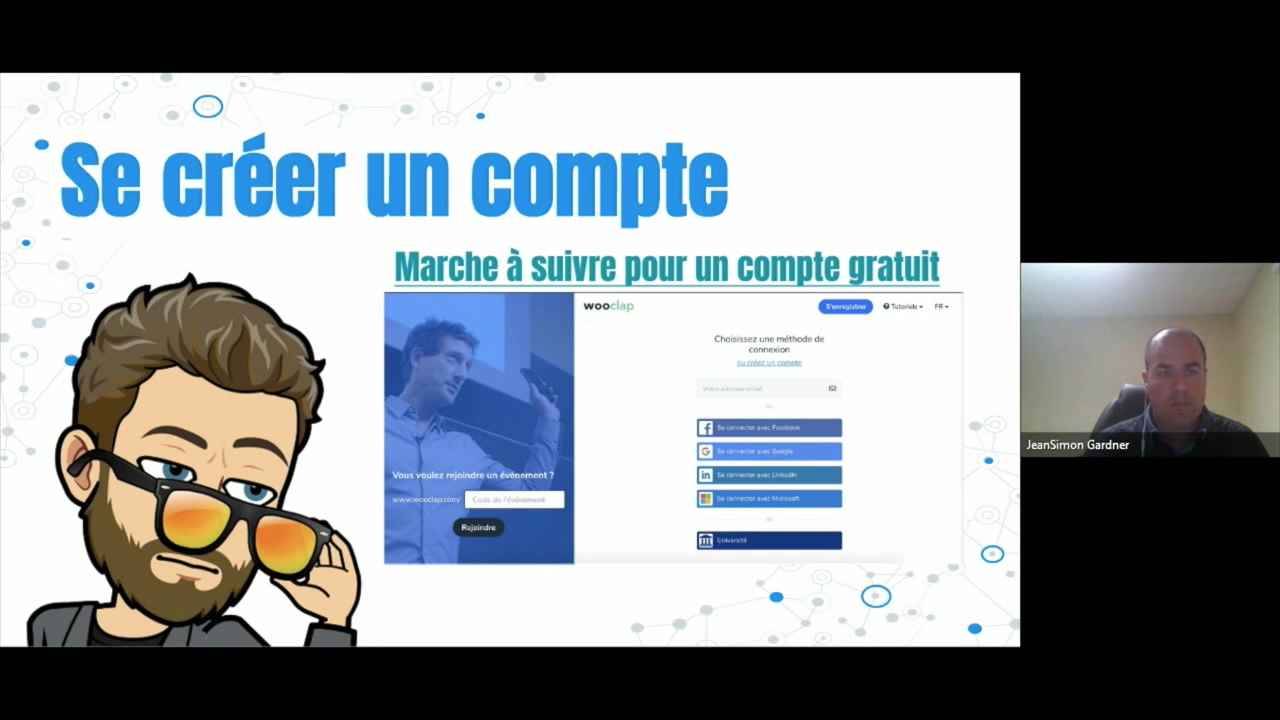 Se créer un compte
Marche à suivre pour un compte gratuit
wooclap
S'enregistrer
Tutoriels
FR
Choisissez une méthode de
connexion
ou créez un compte
Votre adresse email
Se connecter avec Facebook
Se connecter avec Google
Se connecter avec LinkedIn
Se connecter avec Microsoft
Université
Vous voulez rejoindre un événement ?
www.wooclap.com/
Code de l'événement
Rejoindre
JeanSimon Gardner